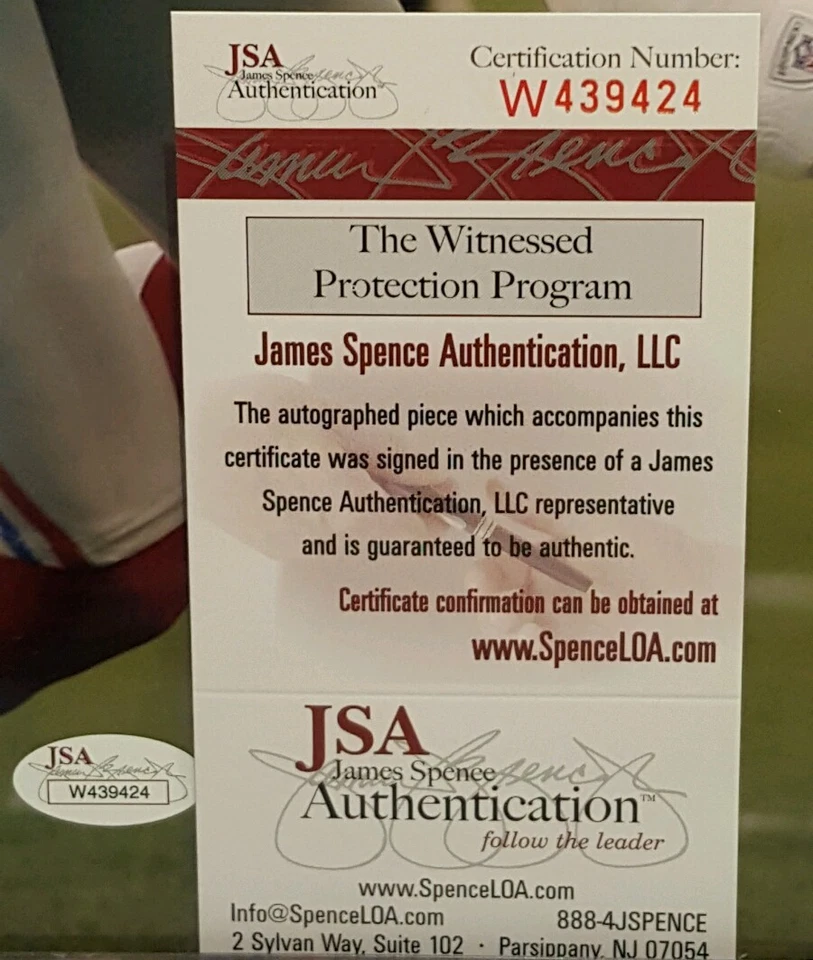 JSA
James Spence
Authentication
Certification Number:
W439424
The Witnessed
Protection Program
James Spence Authentication, LLC
The autographed piece which accompanies this
certificate was signed in the presence of a James
Spence Authentication, LLC representative
and is guaranteed to be authentic.
Certificate confirmation can be obtained at
www.SpenceLOA.com
JSA
W439424
JSA
James Spence
Authentication™
follow the leader
www.SpenceLOA.com
Info@SpenceLOA.com 888-4JSPENCE
2 Sylvan Way, Suite 102 · Parsippany, NJ 07054